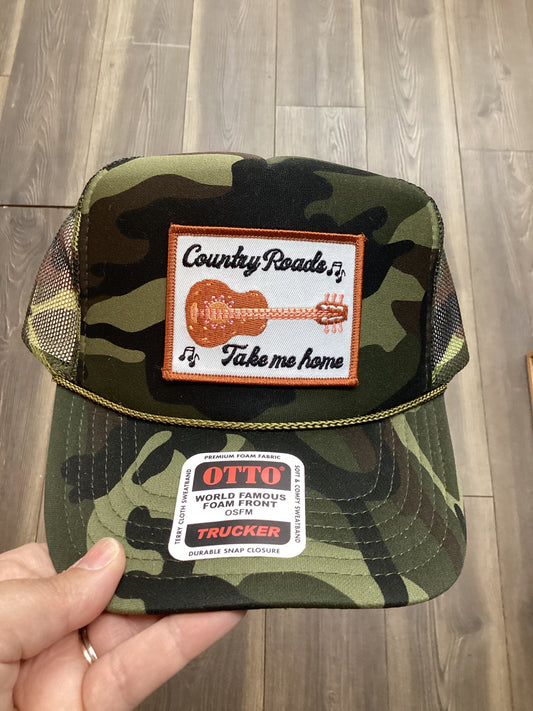 Country Roads
Take me home
PREMIUM FOAM FABRIC
TERRY CLOTH SWEATBAND
OTTO®
WORLD FAMOUS
FOAM FRONT
OSFM
TRUCKER
SOFT & COMFY SWEATBAND
DURABLE SNAP CLOSURE